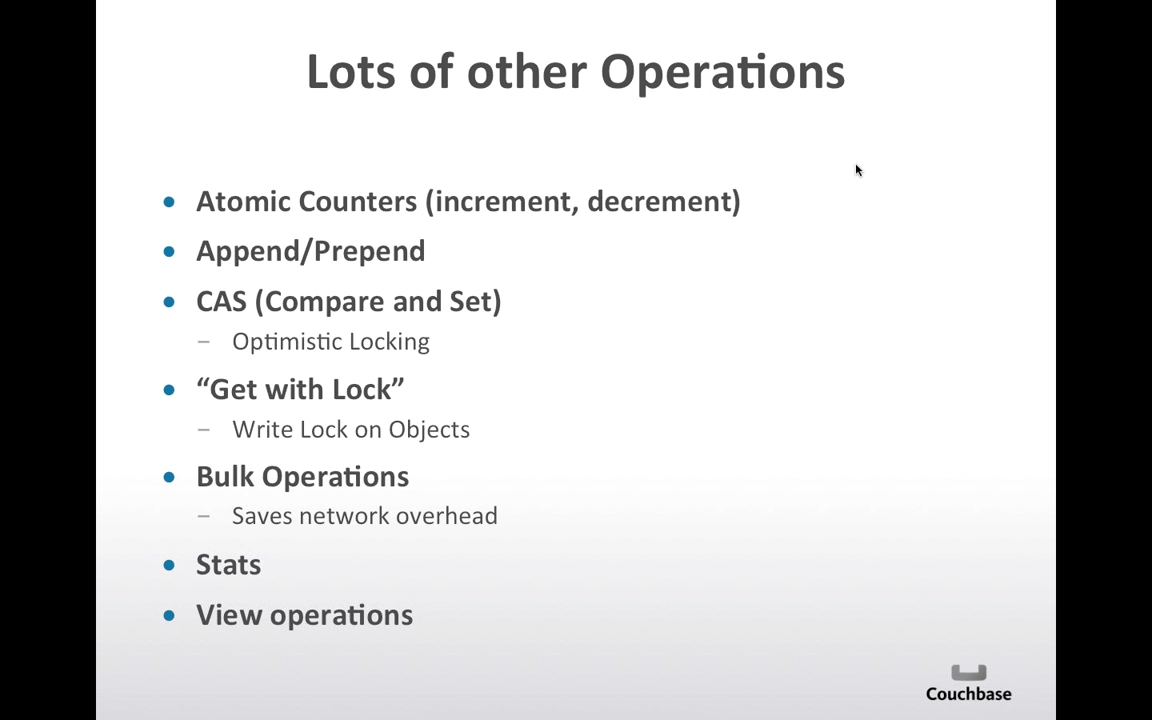 Lots of other Operations
• Atomic Counters (increment, decrement)
• Append/Prepend
• CAS (Compare and Set)
– Optimistic Locking
• “Get with Lock”
– Write Lock on Objects
• Bulk Operations
– Saves network overhead
• Stats
• View operations
Couchbase